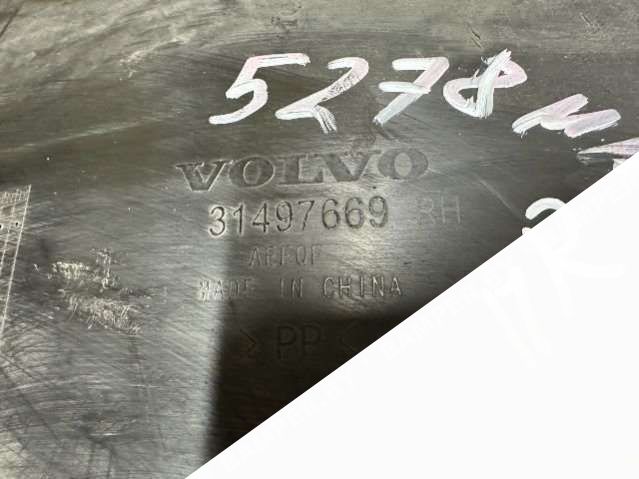 5278
VOLVO
31497669 RH
MADE IN CHINA
>PP<